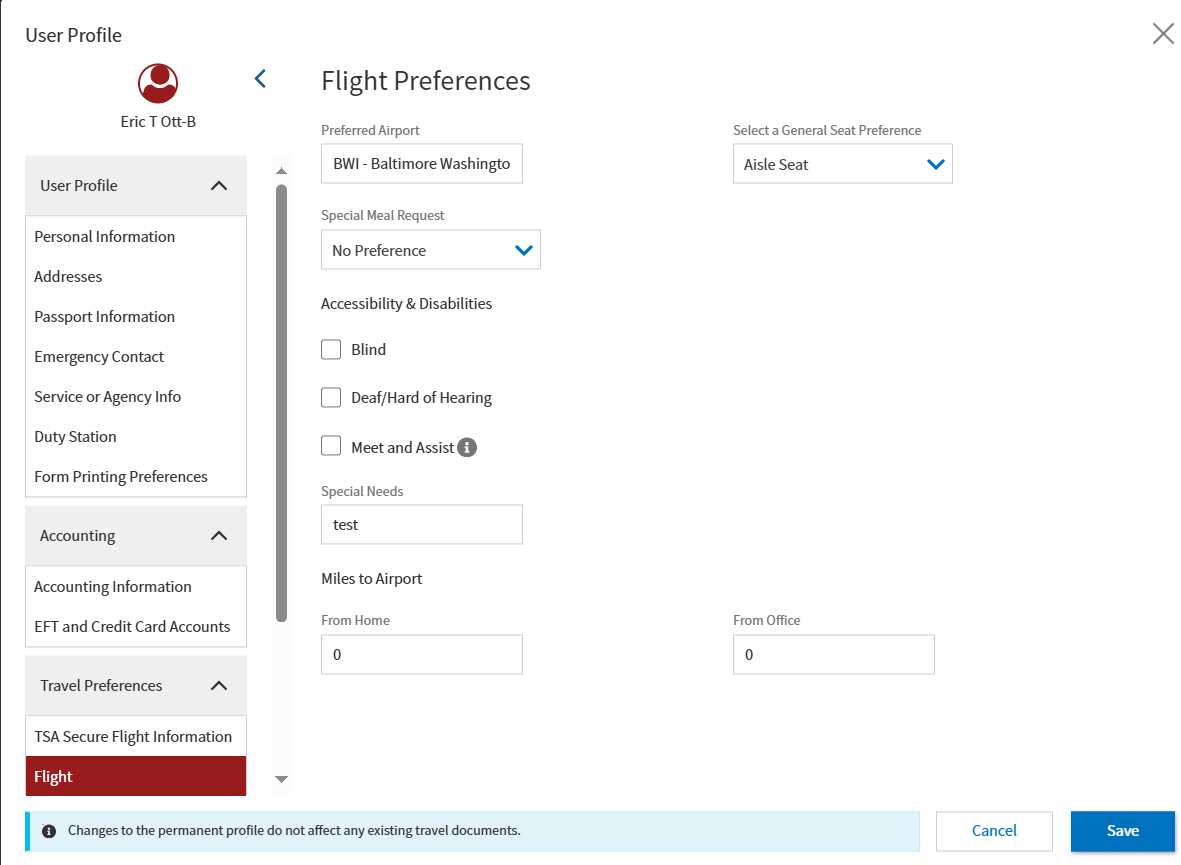 User Profile
Eric T Ott-B
User Profile
Personal Information
Addresses
Passport Information
Emergency Contact
Service or Agency Info
Duty Station
Form Printing Preferences
Accounting
Accounting Information
EFT and Credit Card Accounts
Travel Preferences
TSA Secure Flight Information
Flight
Flight Preferences
Preferred Airport
BWI - Baltimore Washingto
Select a General Seat Preference
Aisle Seat
Special Meal Request
No Preference
Accessibility & Disabilities
Blind
Deaf/Hard of Hearing
Meet and Assist
Special Needs
test
Miles to Airport
From Home
0
From Office
0
Changes to the permanent profile do not affect any existing travel documents.
Cancel
Save